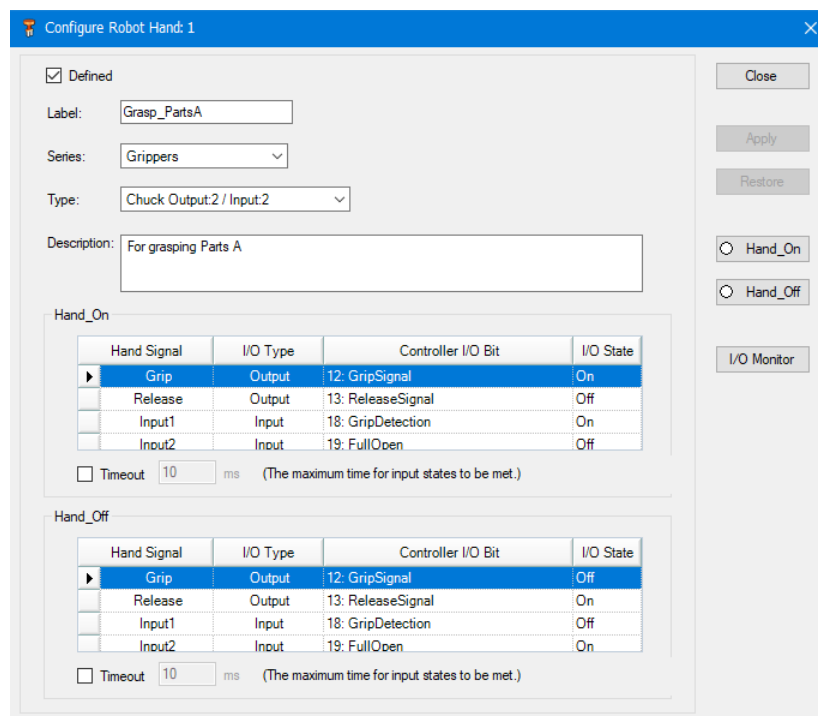 Configure Robot Hand: 1
Defined
Close
Label: Grasp_PartsA
Apply
Series: Grippers
Restore
Type: Chuck Output:2 / Input:2
Description: For grasping Parts A
Hand_On
Hand_Off
Hand_On
I/O Monitor
Hand Signal I/O Type Controller I/O Bit I/O State
Grip Output 12: GripSignal On
Release Output 13: ReleaseSignal Off
Input1 Input 18: GripDetection On
Input2 Input 19: FullOpen Off
Timeout 10 ms (The maximum time for input states to be met.)
Hand_Off
Hand Signal I/O Type Controller I/O Bit I/O State
Grip Output 12: GripSignal Off
Release Output 13: ReleaseSignal On
Input1 Input 18: GripDetection Off
Input2 Input 19: FullOpen On
Timeout 10 ms (The maximum time for input states to be met.)